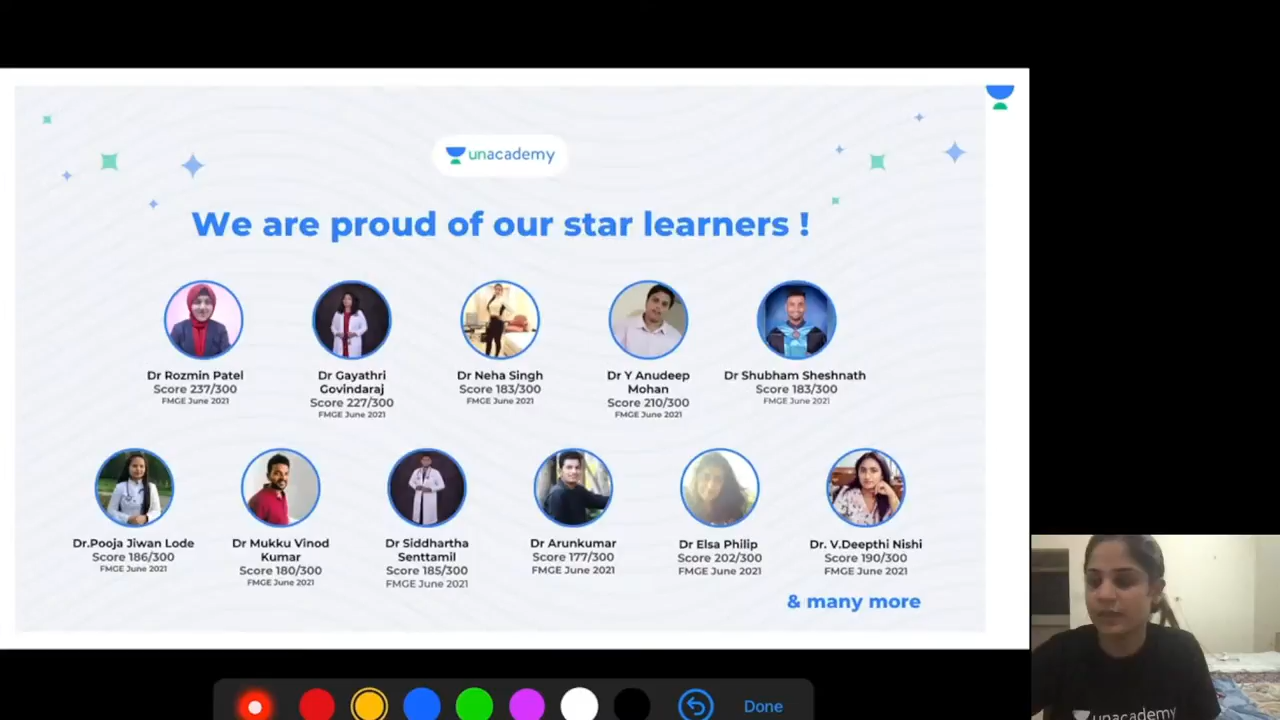 unacademy
We are proud of our star learners !
Dr Rozmin Patel
Score 237/300
FMGE June 2021
Dr Gayathri
Govindaraj
Score 227/300
FMGE June 2021
Dr Neha Singh
Score 183/300
FMGE June 2021
Dr Y Anudeep
Mohan
Score 210/300
FMGE June 2021
Dr Shubham Sheshnath
Score 183/300
FMGE June 2021
Dr.Pooja Jiwan Lode
Score 186/300
FMGE June 2021
Dr Mukku Vinod
Kumar
Score 180/300
FMGE June 2021
Dr Siddhartha
Senttamil
Score 185/300
FMGE June 2021
Dr Arunkumar
Score 177/300
FMGE June 2021
Dr Elsa Philip
Score 202/300
FMGE June 2021
Dr. V.Deepthi Nishi
Score 190/300
FMGE June 2021
& many more
unacademy
Done